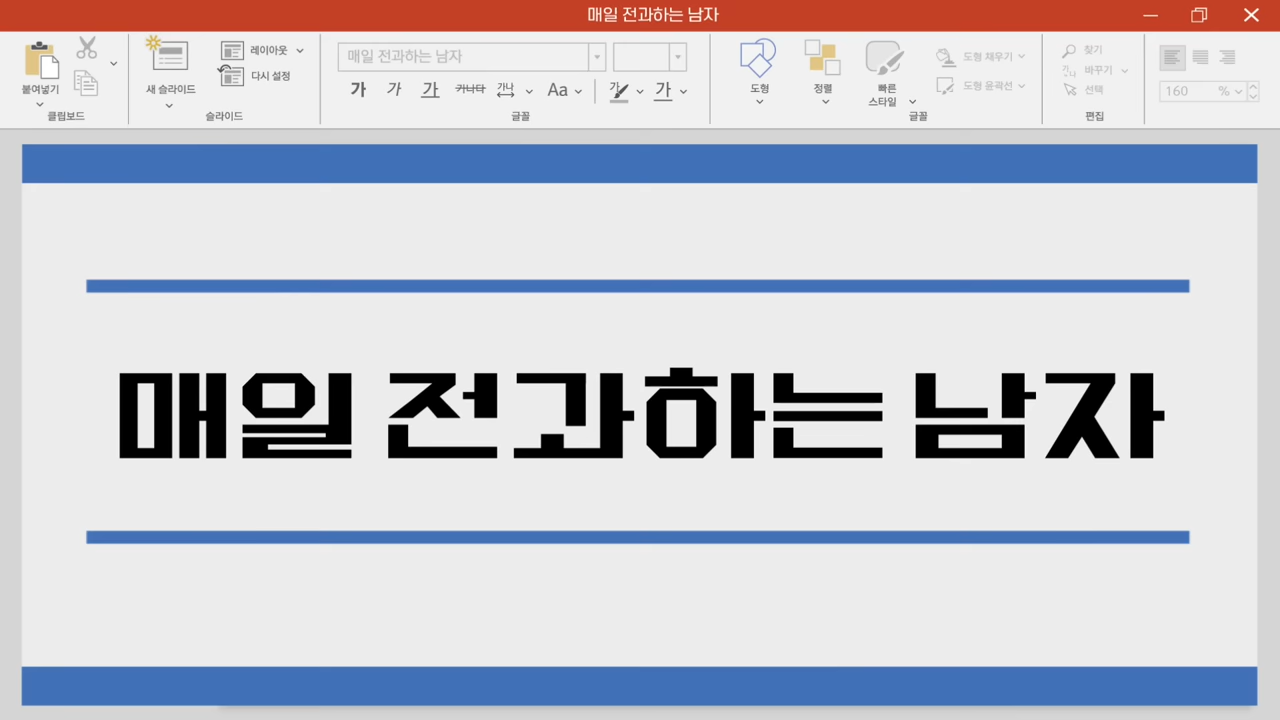 매일 전과하는 남자
붙여넣기
클립보드
새 슬라이드
레이아웃
다시 설정
슬라이드
매일 전과하는 남자
가 가 가 가나다 가나 Aa 가 가
글꼴
도형
정렬
빠른
스타일
도형 채우기
도형 윤곽선
글꼴
찾기
바꾸기
선택
편집
160 %
매일 전과하는 남자